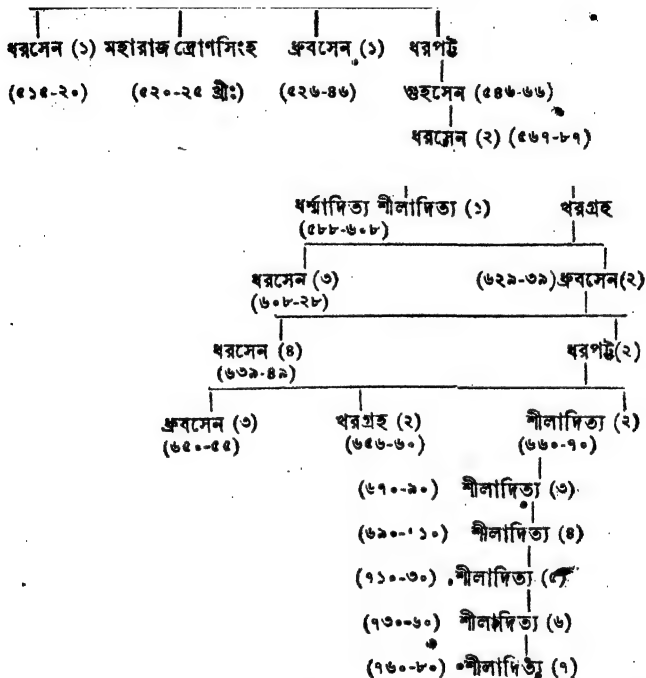 ধরসেন (১) মহারাজ দ্রোণসিংহ ধ্রুবসেন (১) ধরপট্ট
(৫১৫-২০) (৫২০-২৫ খ্রীঃ) (৫২৬-৪৬) গুহসেন (৫৪৬-৬৬)
ধরসেন (২) (৫৬৭-৮৭)
ধর্ম্মাদিত্য শীলাদিত্য (১) খরগ্রহ
(৫৮৮-৬০৮)
ধরসেন (৩) (৬২৯-৩৯) ধ্রুবসেন (২)
(৬০৮-২৮)
ধরসেন (৪) ধরপট্ট (২)
(৬৩৯-৪৯)
ধ্রুবসেন (৩) খরগ্রহ (২) শীলাদিত্য (২)
(৬৫০-৫৫) (৬৫৬-৬০) (৬৬০-৭০)
(৬৭০-৯০) শীলাদিত্য (৩)
(৬৯০-৭১০) শীলাদিত্য (৪)
(৭১০-৩০) শীলাদিত্য (৫)
(৭৩০-৬০) শীলাদিত্য (৬)
(৭৬০-৮০) শীলাদিত্য (৭)